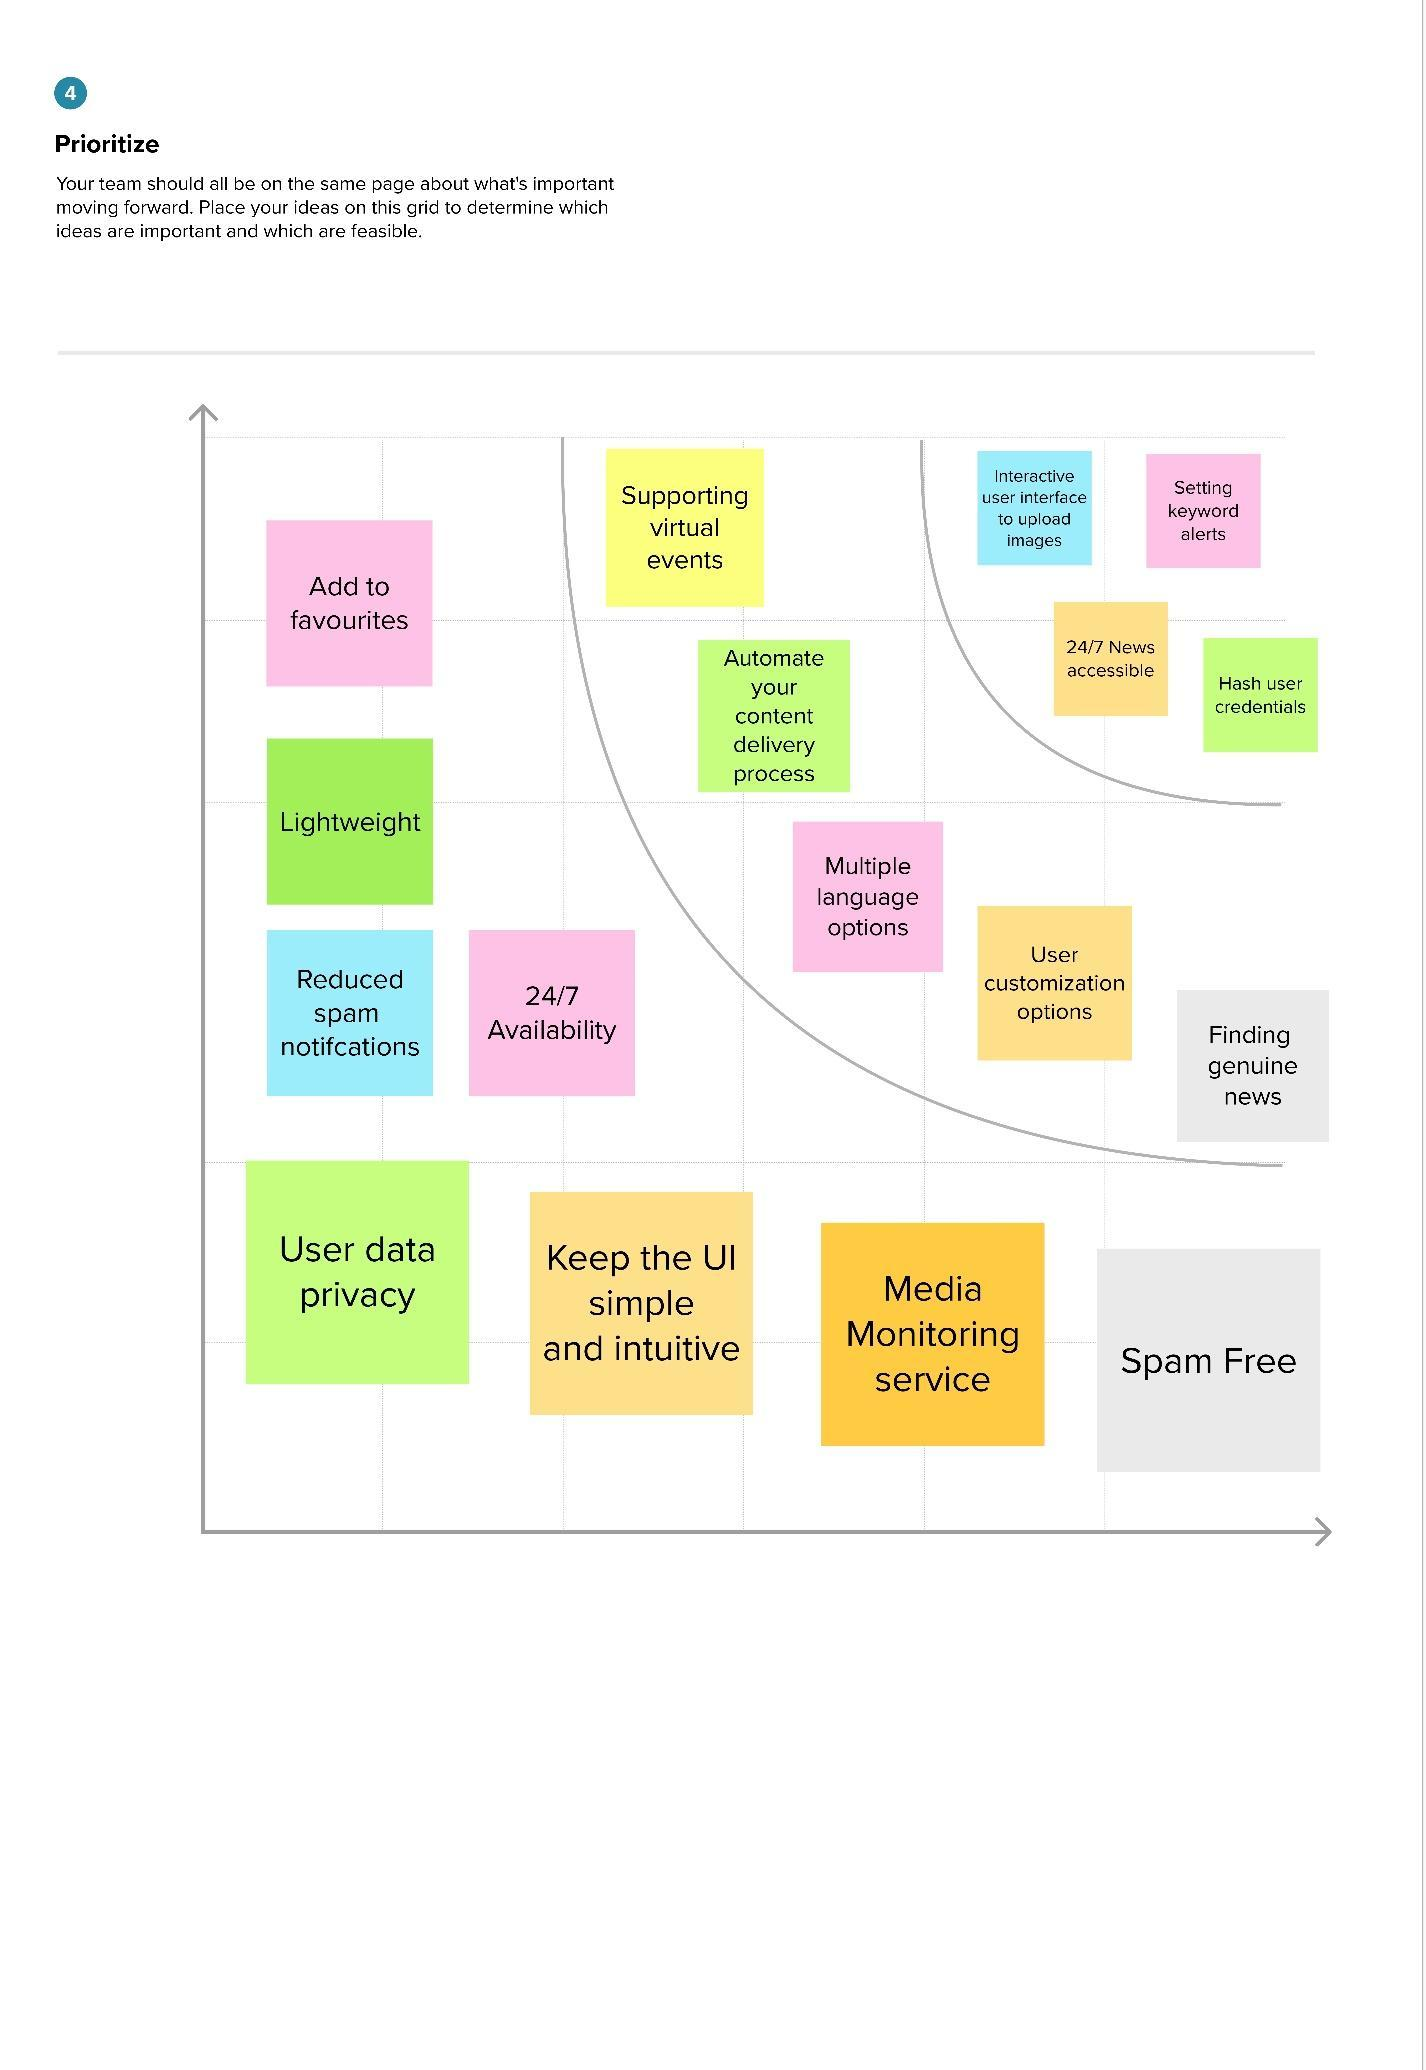 4
Prioritize
Your team should all be on the same page about what's important
moving forward. Place your ideas on this grid to determine which
ideas are important and which are feasible.
Supporting
virtual
events
Interactive
user interface
to upload
images
Setting
keyword
alerts
Add to
favourites
Automate
your
content
delivery
process
24/7 News
accessible
Hash user
credentials
Lightweight
Multiple
language
options
User
customization
options
Reduced
spam
notifcations
24/7
Availability
Finding
genuine
news
User data
privacy
Keep the UI
simple
and intuitive
Media
Monitoring
service
Spam Free